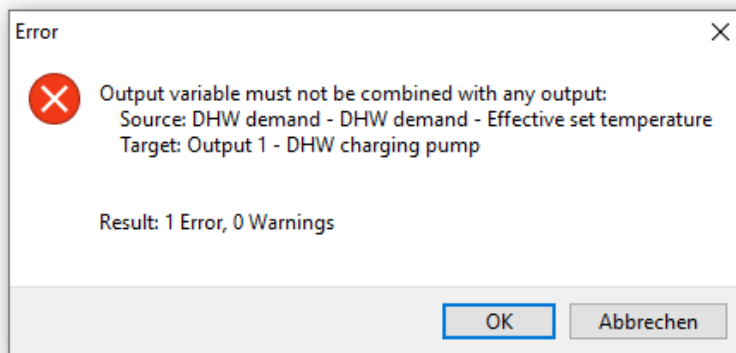 Error
Output variable must not be combined with any output:
Source: DHW demand - DHW demand - Effective set temperature
Target: Output 1 - DHW charging pump
Result: 1 Error, 0 Warnings
OK
Abbrechen